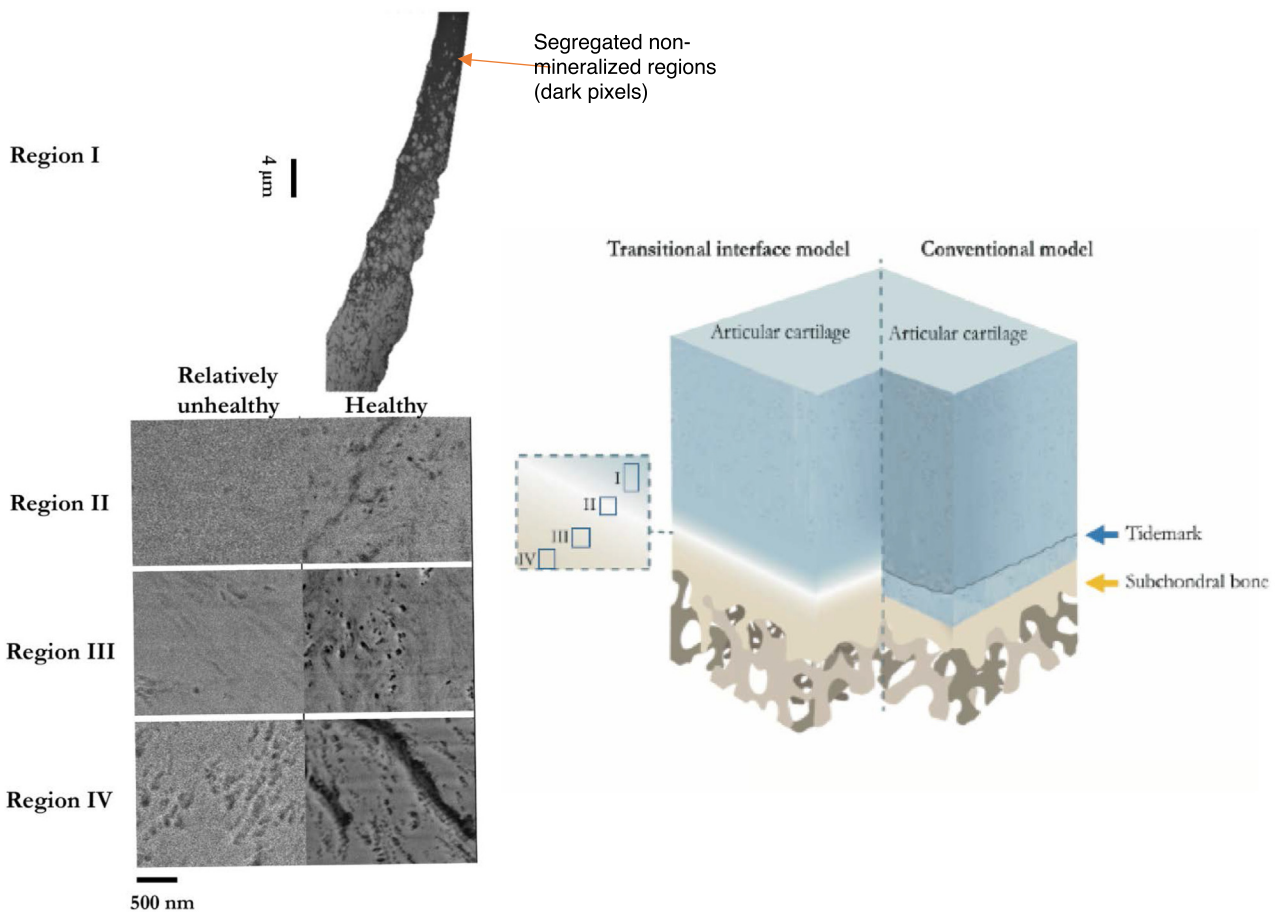 Segregated non-
mineralized regions
(dark pixels)
Region I
4 µm
Relatively
unhealthy
Healthy
Region II
Region III
Region IV
500 nm
Transitional interface model
Conventional model
Articular cartilage
Articular cartilage
I
II
III
IV
Tidemark
Subchondral bone